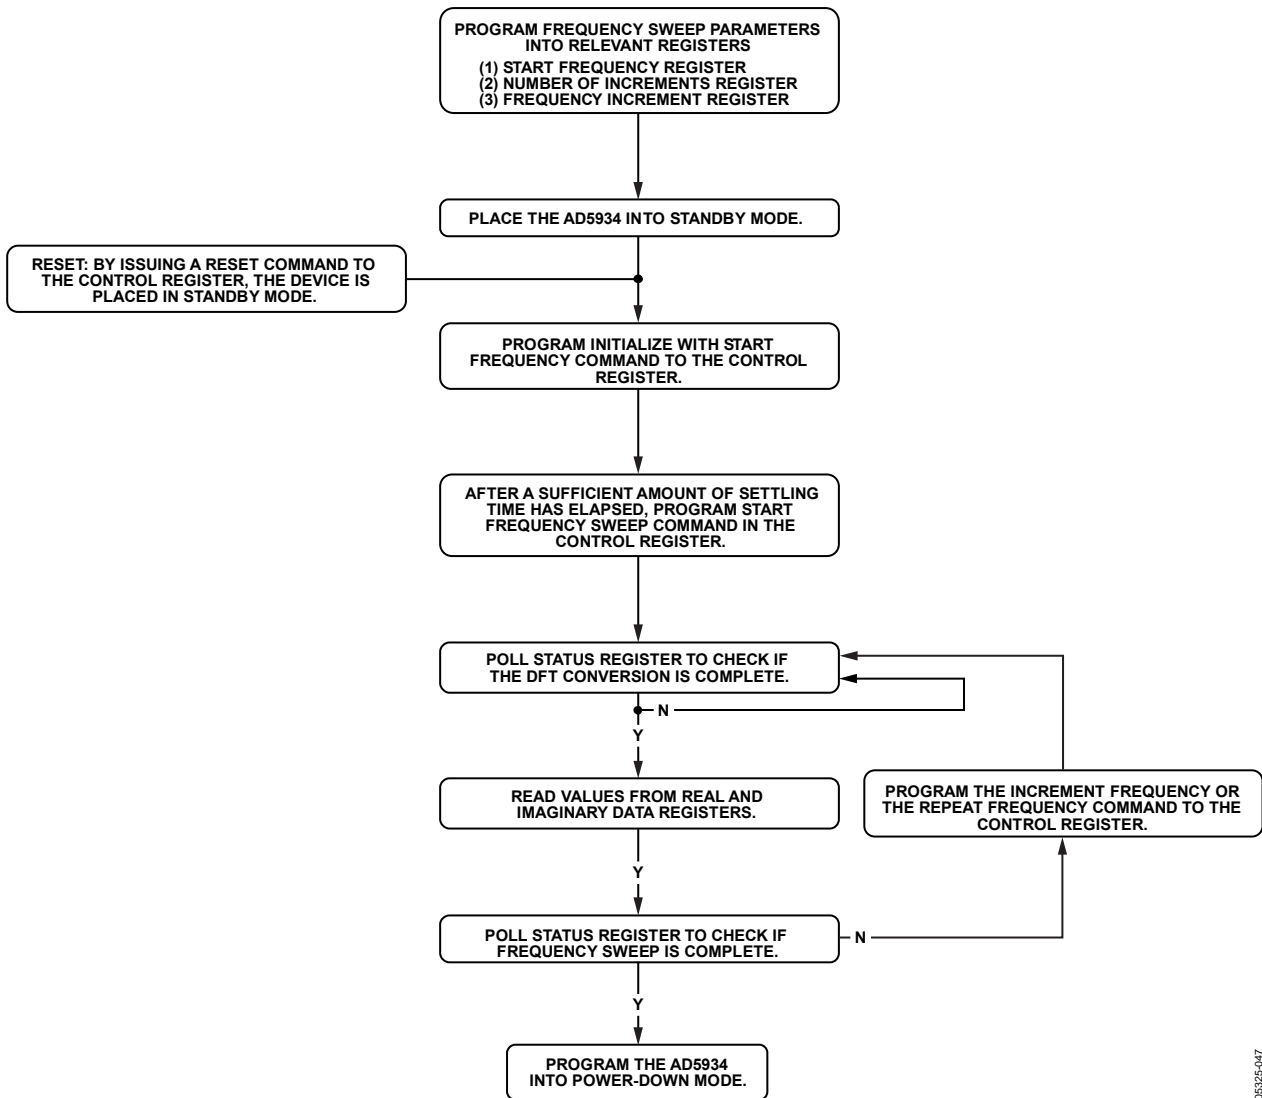 PROGRAM FREQUENCY SWEEP PARAMETERS
INTO RELEVANT REGISTERS
(1) START FREQUENCY REGISTER
(2) NUMBER OF INCREMENTS REGISTER
(3) FREQUENCY INCREMENT REGISTER
PLACE THE AD5934 INTO STANDBY MODE.
RESET: BY ISSUING A RESET COMMAND TO
THE CONTROL REGISTER, THE DEVICE IS
PLACED IN STANDBY MODE.
PROGRAM INITIALIZE WITH START
FREQUENCY COMMAND TO THE CONTROL
REGISTER.
AFTER A SUFFICIENT AMOUNT OF SETTLING
TIME HAS ELAPSED, PROGRAM START
FREQUENCY SWEEP COMMAND IN THE
CONTROL REGISTER.
POLL STATUS REGISTER TO CHECK IF
THE DFT CONVERSION IS COMPLETE.
N
Y
READ VALUES FROM REAL AND
IMAGINARY DATA REGISTERS.
PROGRAM THE INCREMENT FREQUENCY OR
THE REPEAT FREQUENCY COMMAND TO THE
CONTROL REGISTER.
Y
POLL STATUS REGISTER TO CHECK IF
FREQUENCY SWEEP IS COMPLETE.
N
Y
PROGRAM THE AD5934
INTO POWER-DOWN MODE.
05325-047